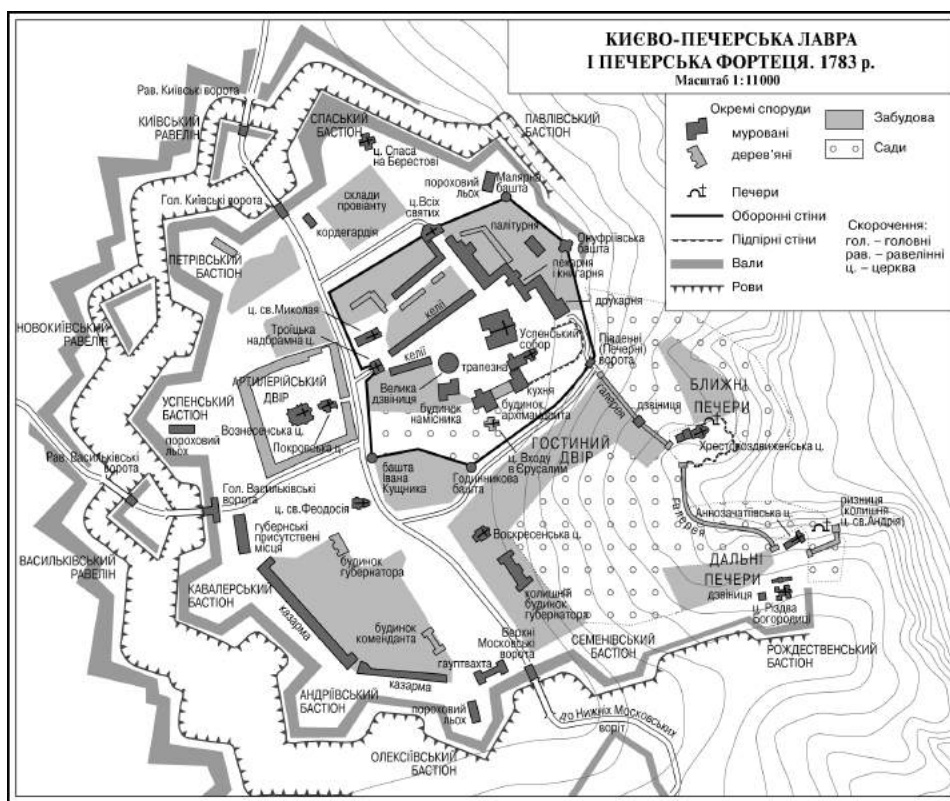 КИЄВО-ПЕЧЕРСЬКА ЛАВРА
І ПЕЧЕРСЬКА ФОРТЕЦЯ. 1783 р.
Масштаб 1:11000
Окремі споруди
муровані
дерев'яні
Забудова
Сади
Печери
Оборонні стіни
Підпірні стіни
Вали
Рови
Скорочення:
гол. – головні
рав. – равелінні
ц. – церква
Рав. Київські ворота
КИЇВСЬКИЙ
РАВЕЛІН
СПАСЬКИЙ
БАСТІОН
ПАВЛІВСЬКИЙ
БАСТІОН
ц. Спаса
на Берестові
склади
провіанту
пороховий
льох
Малярна
башта
Гол. Київські ворота
кордегардія
ц.Всіх
святих
палітурня
Онуфріївська
башта
ПЕТРІВСЬКИЙ
БАСТІОН
пекарня
і книгарня
друкарня
НОВОКИЇВСЬКИЙ
РАВЕЛІН
ц. св.Миколая
келії
Троїцька
надбрамна ц.
Успенський
собор
Південні
(Печерні)
ворота
келії
трапезна
АРТИЛЕРІЙСЬКИЙ
ДВІР
Велика
дзвіниця
кухня
будинок
намісника
будинок
архімандрита
УСПЕНСЬКИЙ
БАСТІОН
Вознесенська ц.
Покровська ц.
пороховий
льох
БЛИЖНІ
ПЕЧЕРИ
Галерея
дзвіниця
Хрестовоздвиженська ц.
ГОСТИНИЙ
ДВІР
ц. Входу
в Єрусалим
Рав. Васильківські
ворота
Гол. Васильківські
ворота
башта
Івана
Кущника
Годинникова
башта
ц. св.Феодосія
губернські
присутствені
місця
Воскресенська ц.
Галерея
Аннозачатіївська ц.
ризниця
(колишня
ц. св.Андрія)
ВАСИЛЬКІВСЬКИЙ
РАВЕЛІН
будинок
губернатора
ДАЛЬНІ
ПЕЧЕРИ
дзвіниця
ц. Різдва
Богородиці
КАВАЛЕРСЬКИЙ
БАСТІОН
казарма
колишній
будинок
губернатора
будинок
коменданта
Верхні
Московські
ворота
СЕМЕНІВСЬКИЙ
БАСТІОН
РОЖДЕСТВЕНСЬКИЙ
БАСТІОН
гауптвахта
казарма
АНДРІЇВСЬКИЙ
БАСТІОН
пороховий
льох
до Нижніх Московських
воріт
ОЛЕКСІЇВСЬКИЙ
БАСТІОН